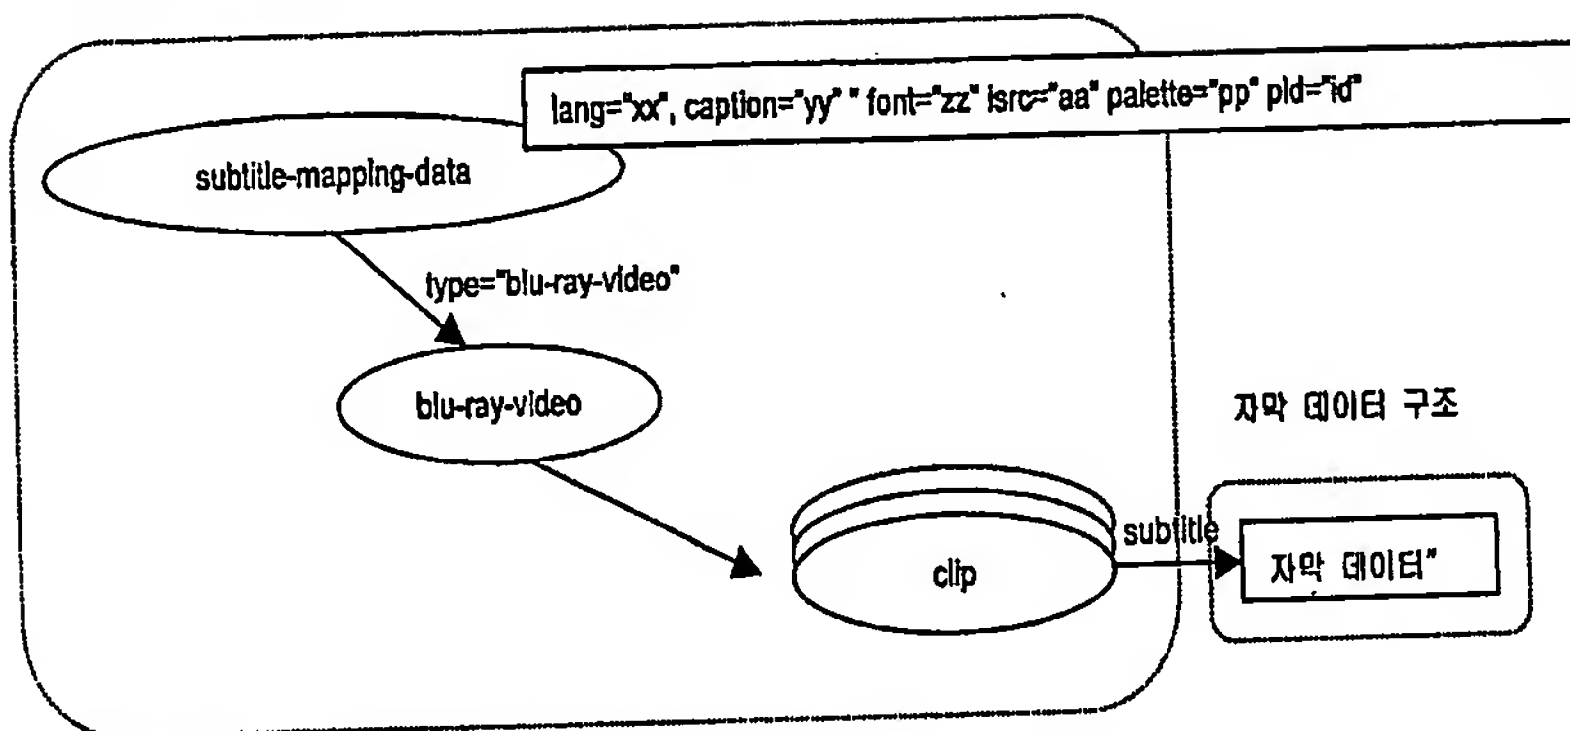 lang="xx", caption="yy" " font="zz" isrc="aa" palette="pp" pId="id"
subtitle-mapping-data
type="blu-ray-video"
blu-ray-video
자막 데이터 구조
subtitle
clip
자막 데이터"